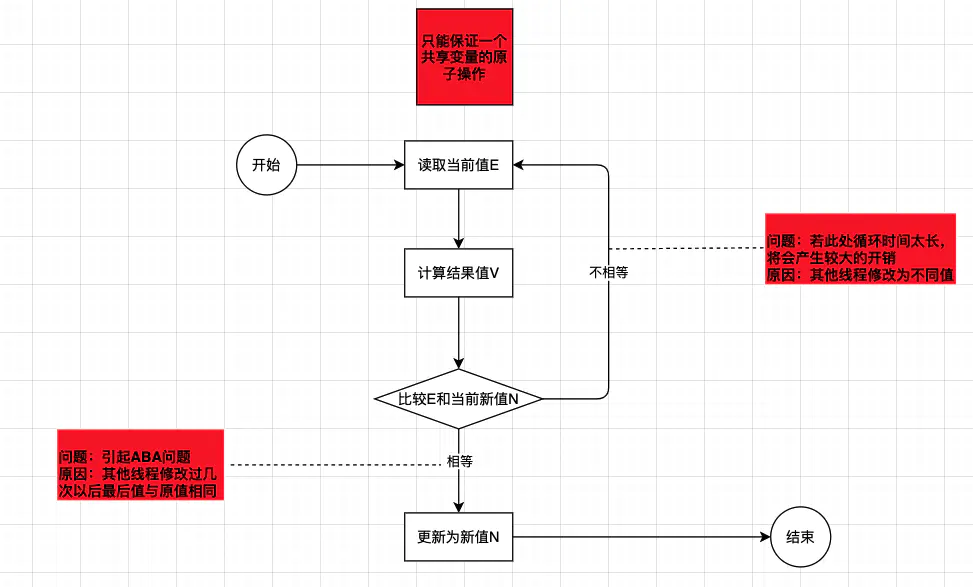 只能保证一个
共享变量的原
子操作
开始
读取当前值E
问题：若此处循环时间太长，
将会产生较大的开销
原因：其他线程修改为不同值
计算结果值V
不相等
比较E和当前新值N
问题：引起ABA问题
原因：其他线程修改过几
次以后最后值与原值相同
相等
更新为新值N
结束